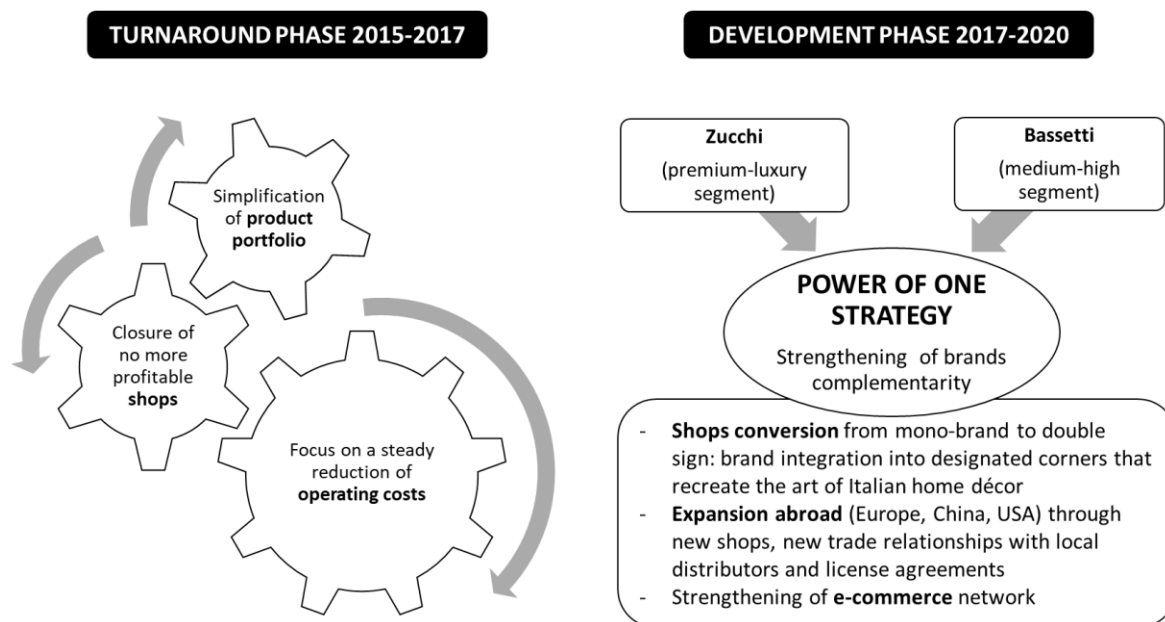 TURNAROUND PHASE 2015-2017
Simplification
of product
portfolio
Closure of
no more
profitable
shops
Focus on a steady
reduction of
operating costs
DEVELOPMENT PHASE 2017-2020
Zucchi
(premium-luxury
segment)
Bassetti
(medium-high
segment)
POWER OF ONE
STRATEGY
Strengthening of brands
complementarity
- Shops conversion from mono-brand to double
sign: brand integration into designated corners that
recreate the art of Italian home décor
- Expansion abroad (Europe, China, USA) through
new shops, new trade relationships with local
distributors and license agreements
- Strengthening of e-commerce network